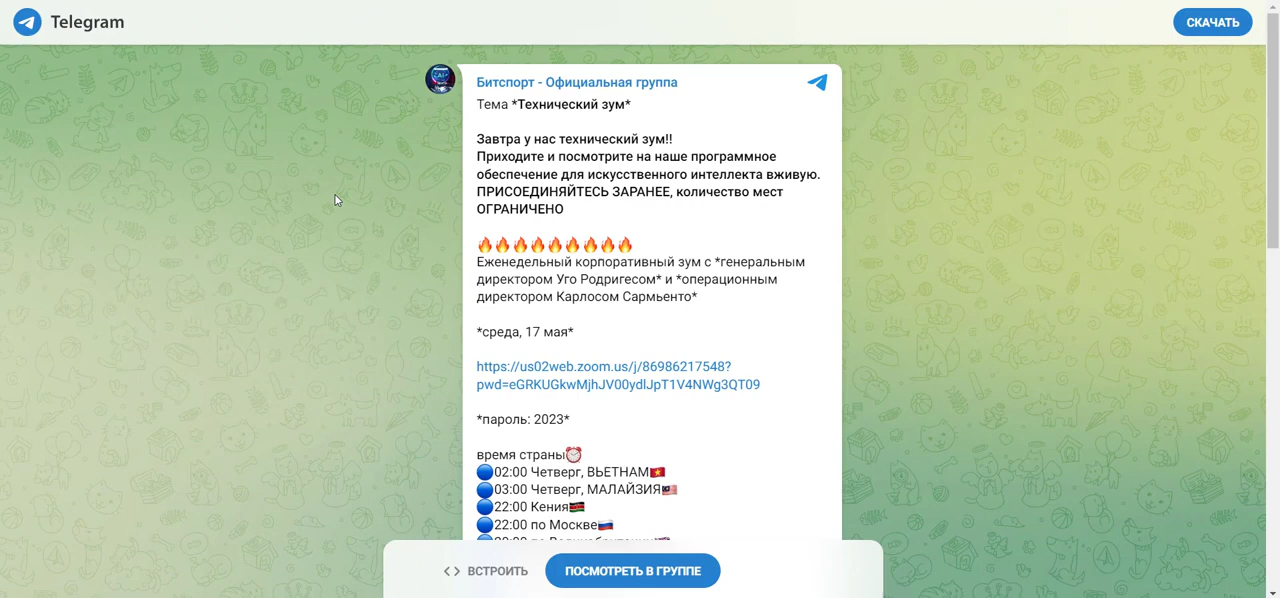 Telegram
СКАЧАТЬ
Битспорт - Официальная группа
Тема *Технический зум*
Завтра у нас технический зум!!
Приходите и посмотрите на наше программное
обеспечение для искусственного интеллекта вживую.
ПРИСОЕДИНЯЙТЕСЬ ЗАРАНЕЕ, количество мест
ОГРАНИЧЕНО
🔥🔥🔥🔥🔥🔥🔥🔥🔥
Еженедельный корпоративный зум с *генеральным
директором Уго Родригесом* и *операционным
директором Карлосом Сармьенто*
*среда, 17 мая*
https://us02web.zoom.us/j/86986217548?
pwd=eGRKUGkwMjhJV00ydlJpT1V4NWg3QT09
*пароль: 2023*
время страны⏰
🔵02:00 Четверг, ВЬЕТНАМ🇻🇳
🔵03:00 Четверг, МАЛАЙЗИЯ🇲🇾
🔵22:00 Кения🇰🇪
🔵22:00 по Москве🇷🇺
ВСТРОИТЬ
ПОСМОТРЕТЬ В ГРУППЕ